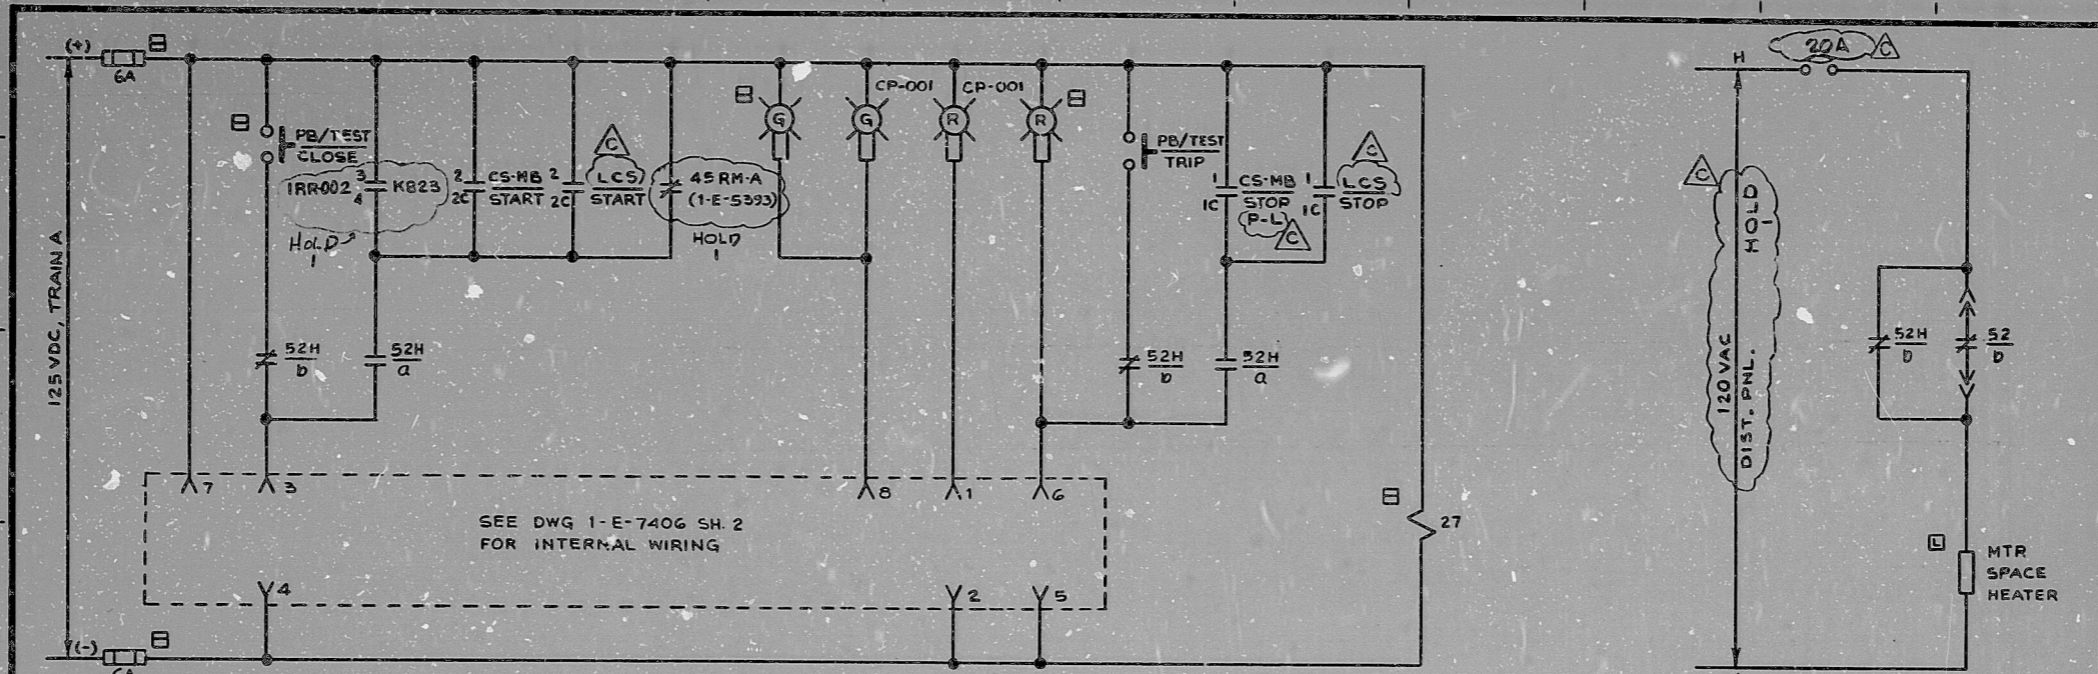 (+)
6A
PB/TEST
CLOSE
1RR002
3
4
K823
HOLD
1
2
2C
CS-MB
START
2
2C
C
LCS
START
45RM-A
(1-E-5393)
HOLD
1
G
G
CP-001
R
CP-001
R
PB/TEST
TRIP
1
1C
CS-MB
STOP
P-L
C
1
1C
C
LCS
STOP
125 VDC, TRAIN A
52H
b
52H
a
52H
b
52H
a
7
3
8
1
6
SEE DWG 1-E-7406 SH. 2
FOR INTERNAL WIRING
4
2
5
27
(-)
6A
H
20A
C
C
120 VAC
DIST. PNL.
HOLD
1
52H
b
52
b
L
MTR
SPACE
HEATER